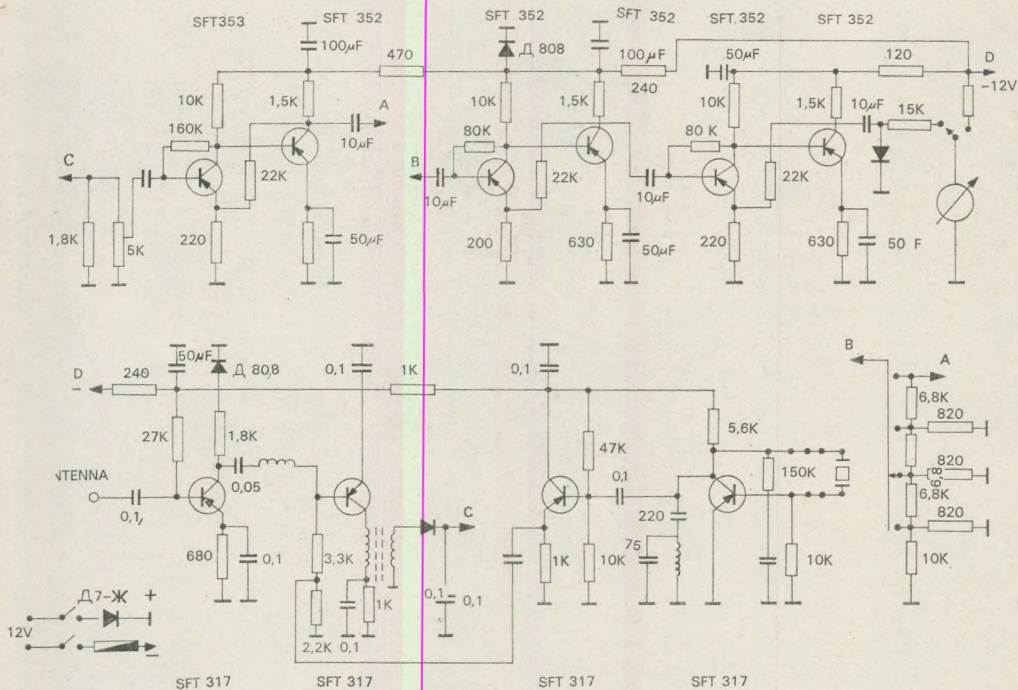 SFT353
SFT 352
SFT 352
SFT 352
SFT.352
SFT 352
100µF
470
Д 808
100µF
240
50µF
120
D
-12V
10K
1,5K
A
10K
1,5K
10K
1,5K
10µF
15K
160K
10µF
80K
80 K
C
B
22K
22K
22K
10µF
10µF
1,8K
5K
220
50µF
200
630
50µF
220
630
50 F
50µF
Д 808
0,1
1K
0,1
B
A
D
240
-
6,8K
820
27K
1,8K
47K
5,6K
NTENNA
0,05
0,1
150K
820
6,8
6,8K
0,1
C
220
820
680
0,1
3,3K
1K
10K
75
10K
10K
Д7-Ж +
0,1
0,1
1K
12V
2,2K
0,1
-
SFT 317
SFT 317
SFT 317
SFT 317